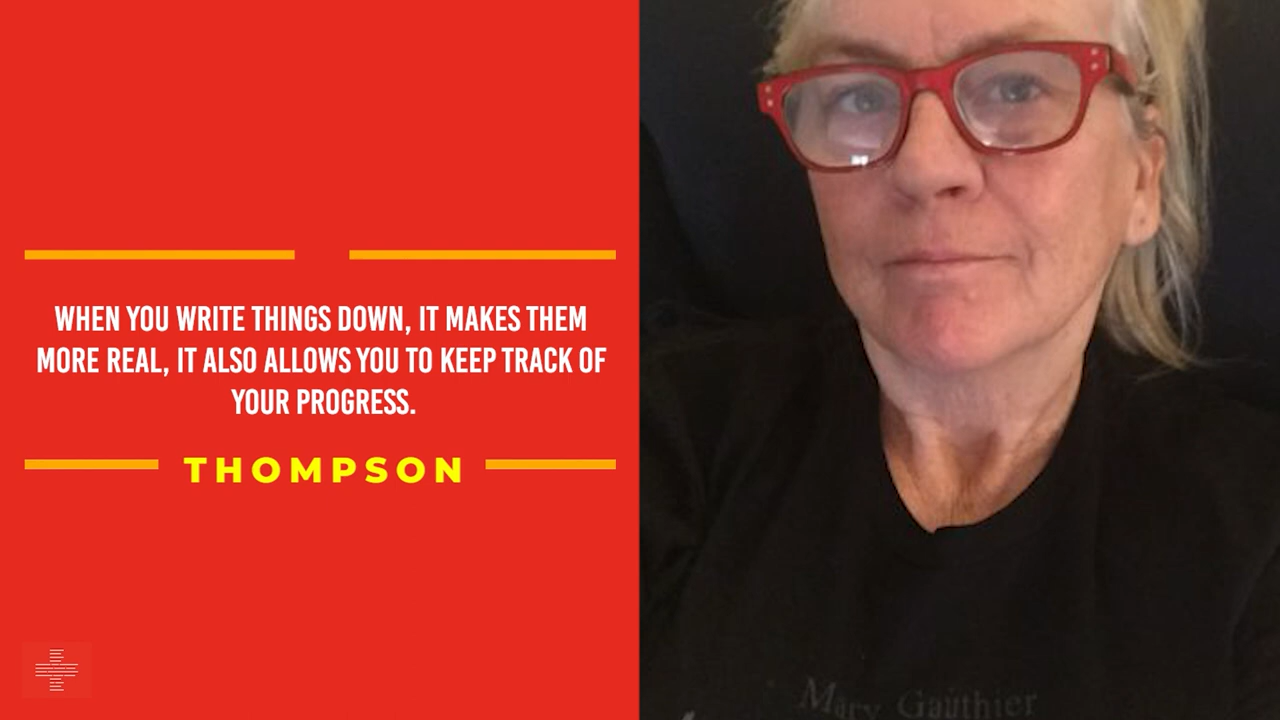 WHEN YOU WRITE THINGS DOWN, IT MAKES THEM
MORE REAL, IT ALSO ALLOWS YOU TO KEEP TRACK OF
YOUR PROGRESS.
THOMPSON
Mary Gauthier